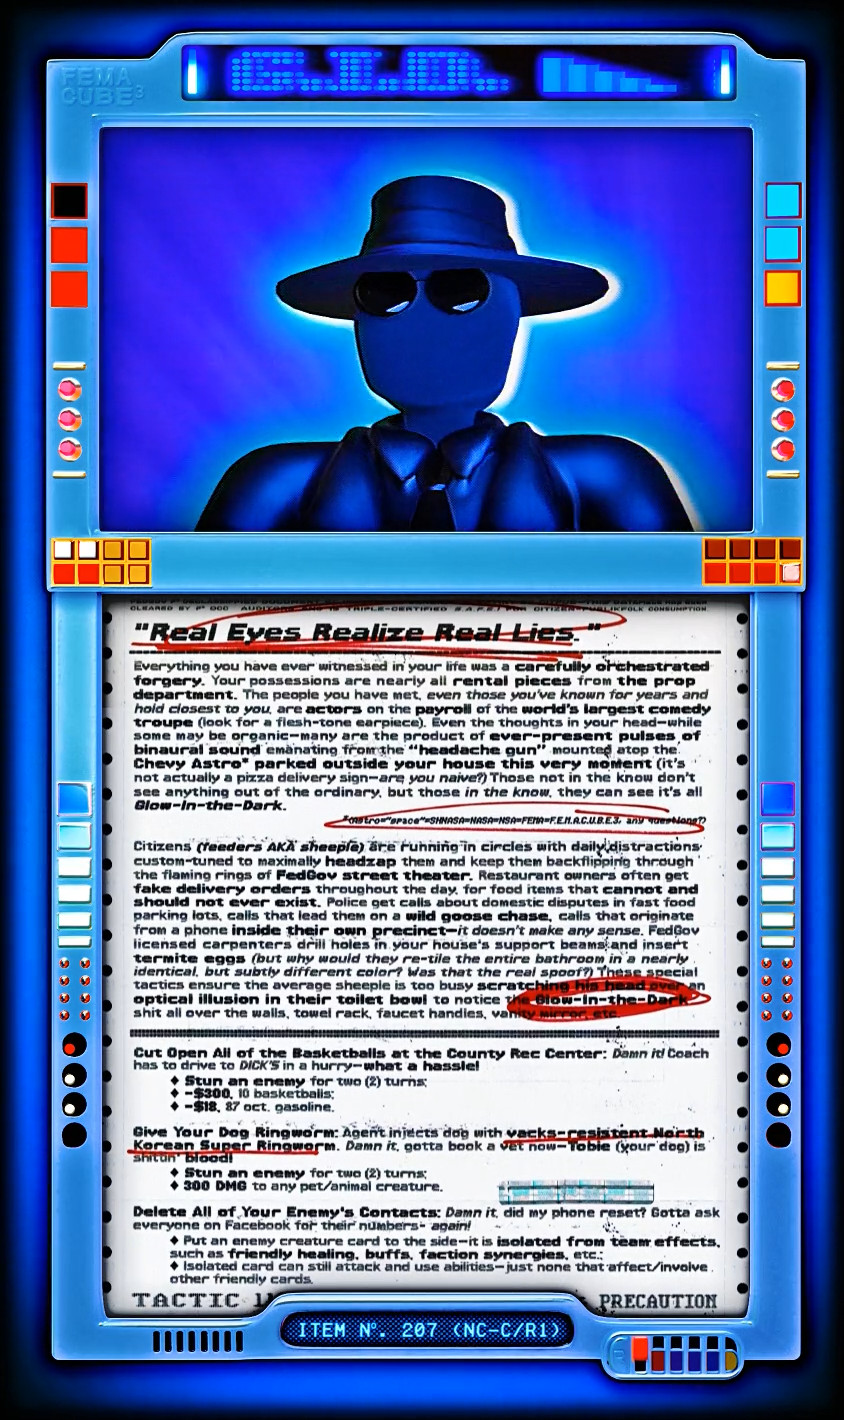 FEMA
CUBE³
C.I.D.
CLEARED BY F³ DOC AUDITORS AND IS TRIPLE-CERTIFIED S.A.F.E.! FOR CITIZEN-PUBLIKFOLK CONSUMPTION.
"Real Eyes Realize Real Lies."
Everything you have ever witnessed in your life was a carefully orchestrated
forgery. Your possessions are nearly all rental pieces from the prop
department. The people you have met, even those you've known for years and
hold closest to you, are actors on the payroll of the world's largest comedy
troupe (look for a flesh-tone earpiece). Even the thoughts in your head—while
some may be organic—many are the product of ever-present pulses of
binaural sound emanating from the "headache gun" mounted atop the
Chevy Astro* parked outside your house this very moment (it's
not actually a pizza delivery sign—are you naive?) Those not in the know don't
see anything out of the ordinary, but those in the know, they can see it's all
Glow-In-the-Dark.
*Astro="space"=SMNASA=NASA=NSA=FEMA=F.E.M.A.C.U.B.E.3, any questions?)
Citizens (feeders AKA sheeple) are running in circles with daily distractions
custom-tuned to maximally headzap them and keep them backflipping through
the flaming rings of FedGov street theater. Restaurant owners often get
fake delivery orders throughout the day, for food items that cannot and
should not ever exist. Police get calls about domestic disputes in fast food
parking lots, calls that lead them on a wild goose chase, calls that originate
from a phone inside their own precinct—it doesn't make any sense. FedGov
licensed carpenters drill holes in your house's support beams and insert
termite eggs (but why would they re-tile the entire bathroom in a nearly
identical, but subtly different color? Was that the real spoof?) These special
tactics ensure the average sheeple is too busy scratching his head over an
optical illusion in their toilet bowl to notice the Glow-In-the-Dark
shit all over the walls, towel rack, faucet handles, vanity mirror, etc.
Cut Open All of the Basketballs at the County Rec Center: Damn it! Coach
has to drive to DICK'S in a hurry—what a hassle!
♦ Stun an enemy for two (2) turns;
♦ -$300, 10 basketballs;
♦ -$18, 87 oct. gasoline.
Give Your Dog Ringworm: Agent injects dog with vacks-resistent North
Korean Super Ringworm. Damn it, gotta book a vet now—Tobie (your dog) is
shittin' blood!
♦ Stun an enemy for two (2) turns;
♦ 300 DMG to any pet/animal creature.
Delete All of Your Enemy's Contacts: Damn it, did my phone reset? Gotta ask
everyone on Facebook for their numbers- again!
♦ Put an enemy creature card to the side—it is isolated from team effects,
such as friendly healing, buffs, faction synergies, etc.;
♦ Isolated card can still attack and use abilities—just none that affect/involve
other friendly cards.
TACTIC
PRECAUTION
ITEM Nº. 207 (NC-C/R1)